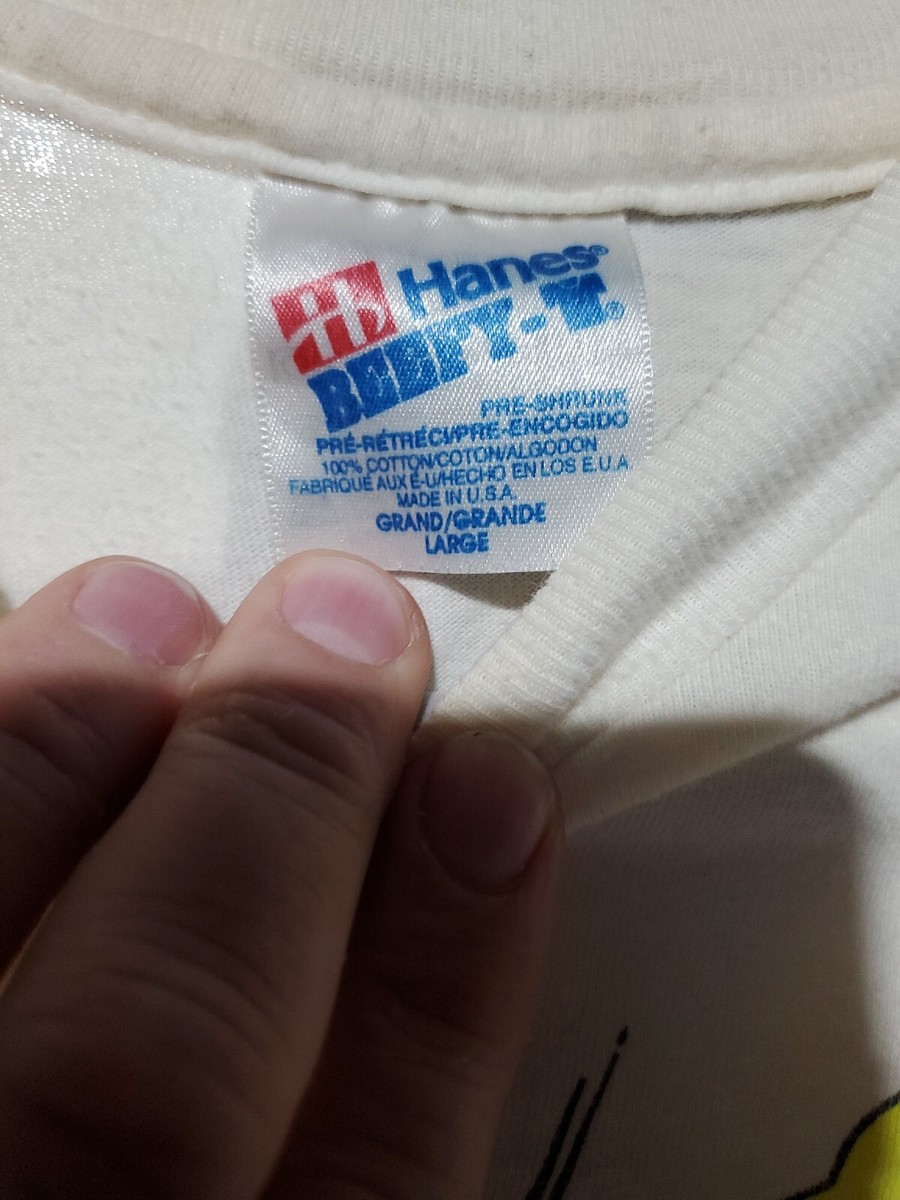 Hanes®
BEEFY-T.®
PRE-SHRUNK
PRÉ-RÉTRÉCI/PRE-ENCOGIDO
100% COTTON/COTON/ALGODON
FABRIQUÉ AUX É-U/HECHO EN LOS E.U.A.
MADE IN U.S.A.
GRAND/GRANDE
LARGE